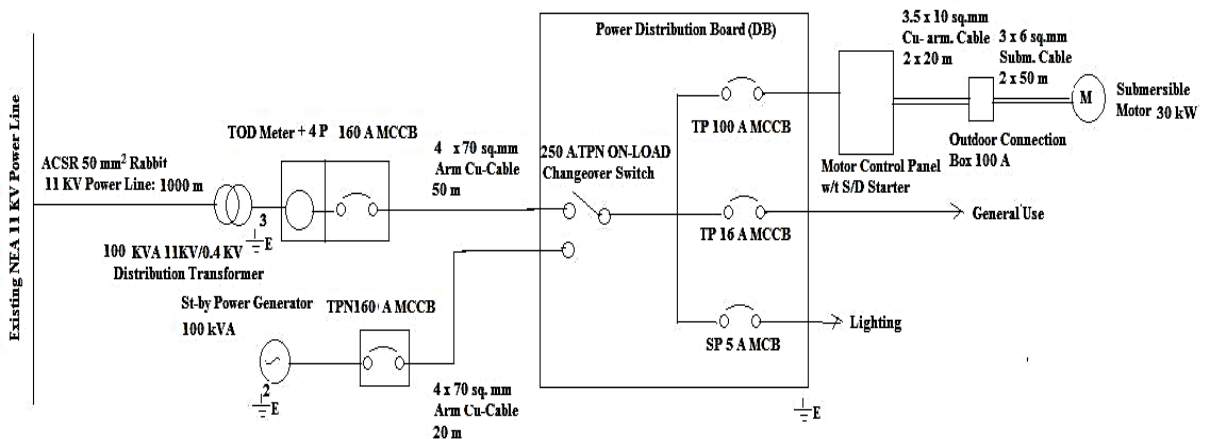 Existing NEA 11 KV Power Line
ACSR 50 mm² Rabbit
11 KV Power Line: 1000 m
100 KVA 11KV/0.4 KV
Distribution Transformer
3
E
TOD Meter + 4 P 160 A MCCB
4 x 70 sq.mm
Arm Cu-Cable
50 m
St-by Power Generator
100 kVA
2
E
TPN160 A MCCB
4 x 70 sq. mm
Arm Cu-Cable
20 m
Power Distribution Board (DB)
250 A.TPN ON-LOAD
Changeover Switch
TP 100 A MCCB
TP 16 A MCCB
SP 5 A MCB
E
3.5 x 10 sq.mm
Cu- arm. Cable
2 x 20 m
3 x 6 sq.mm
Subm. Cable
2 x 50 m
M
Submersible
Motor 30 kW
Outdoor Connection
Box 100 A
Motor Control Panel
w/t S/D Starter
General Use
Lighting